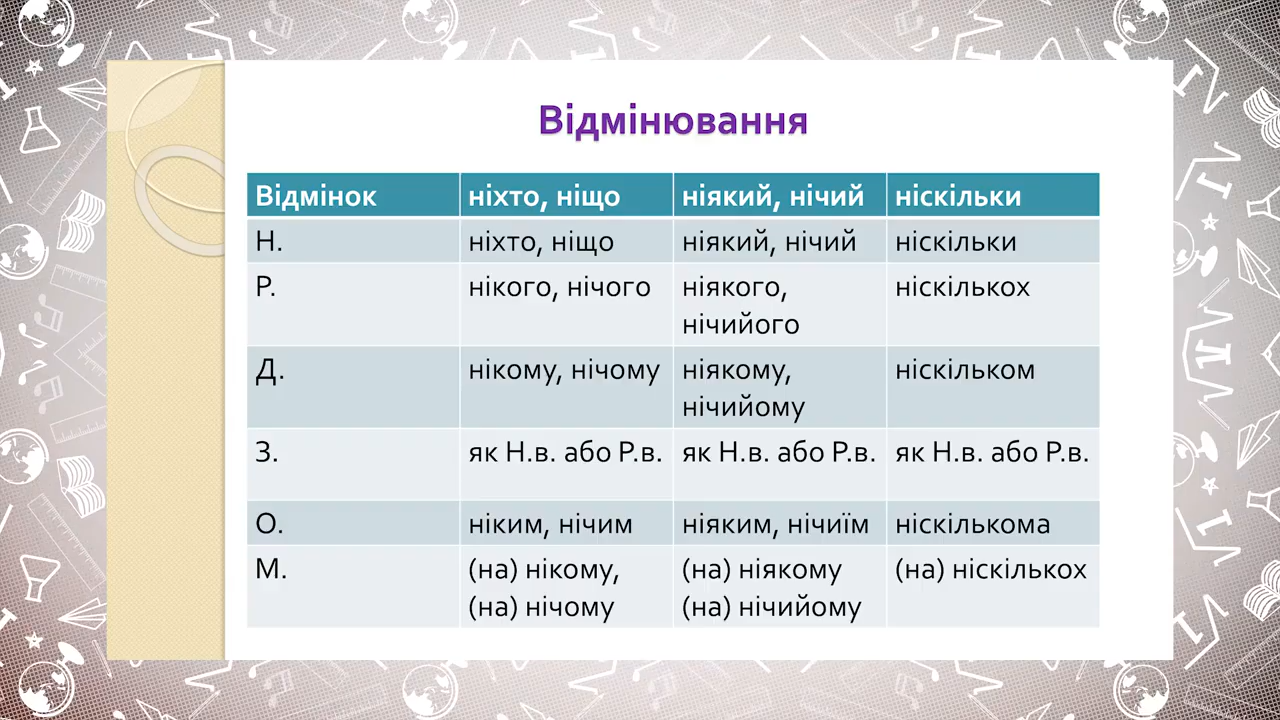 Відмінювання
Відмінок ніхто, ніщо ніякий, нічий ніскільки
Н. ніхто, ніщо ніякий, нічий ніскільки
Р. нікого, нічого ніякого, ніскількох
нічийого
Д. нікому, нічому ніякому, ніскільком
нічийому
З. як Н.в. або Р.в. як Н.в. або Р.в. як Н.в. або Р.в.
О. ніким, нічим ніяким, нічиїм ніскількома
М. (на) нікому, (на) ніякому (на) ніскількох
(на) нічому (на) нічийому